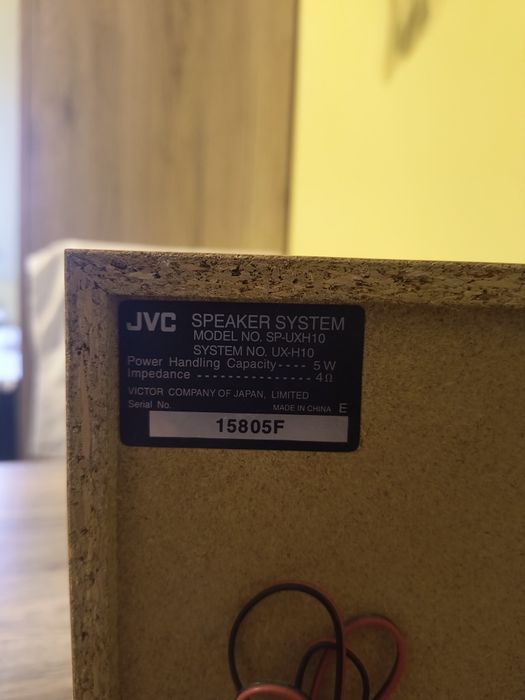 JVC SPEAKER SYSTEM
MODEL NO. SP-UXH10
SYSTEM NO. UX-H10
Power Handling Capacity---- 5 W
Impedance --------------- 4Ω
VICTOR COMPANY OF JAPAN, LIMITED
Serial No. MADE IN CHINA E
15805F